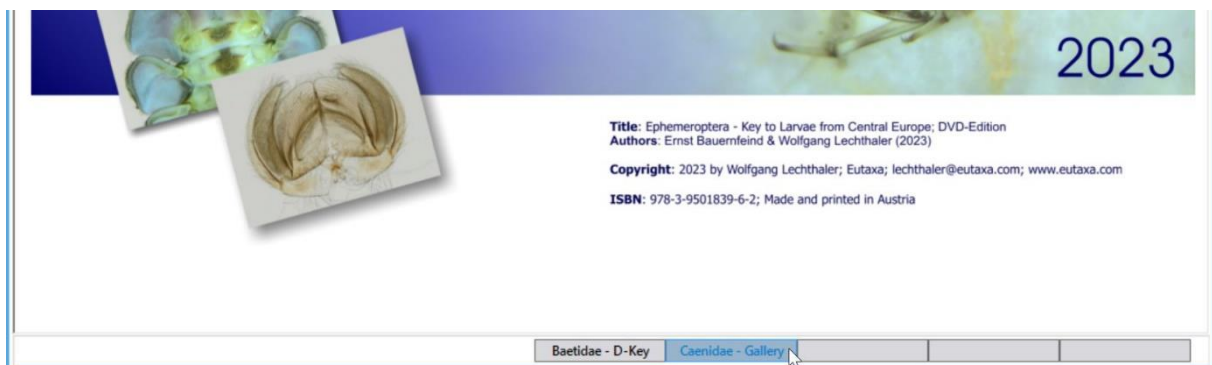 2023
Title: Ephemeroptera - Key to Larvae from Central Europe; DVD-Edition
Authors: Ernst Bauernfeind & Wolfgang Lechthaler (2023)
Copyright: 2023 by Wolfgang Lechthaler; Eutaxa; lechthaler@eutaxa.com; www.eutaxa.com
ISBN: 978-3-9501839-6-2; Made and printed in Austria
Baetidae - D-Key Caenidae - Gallery